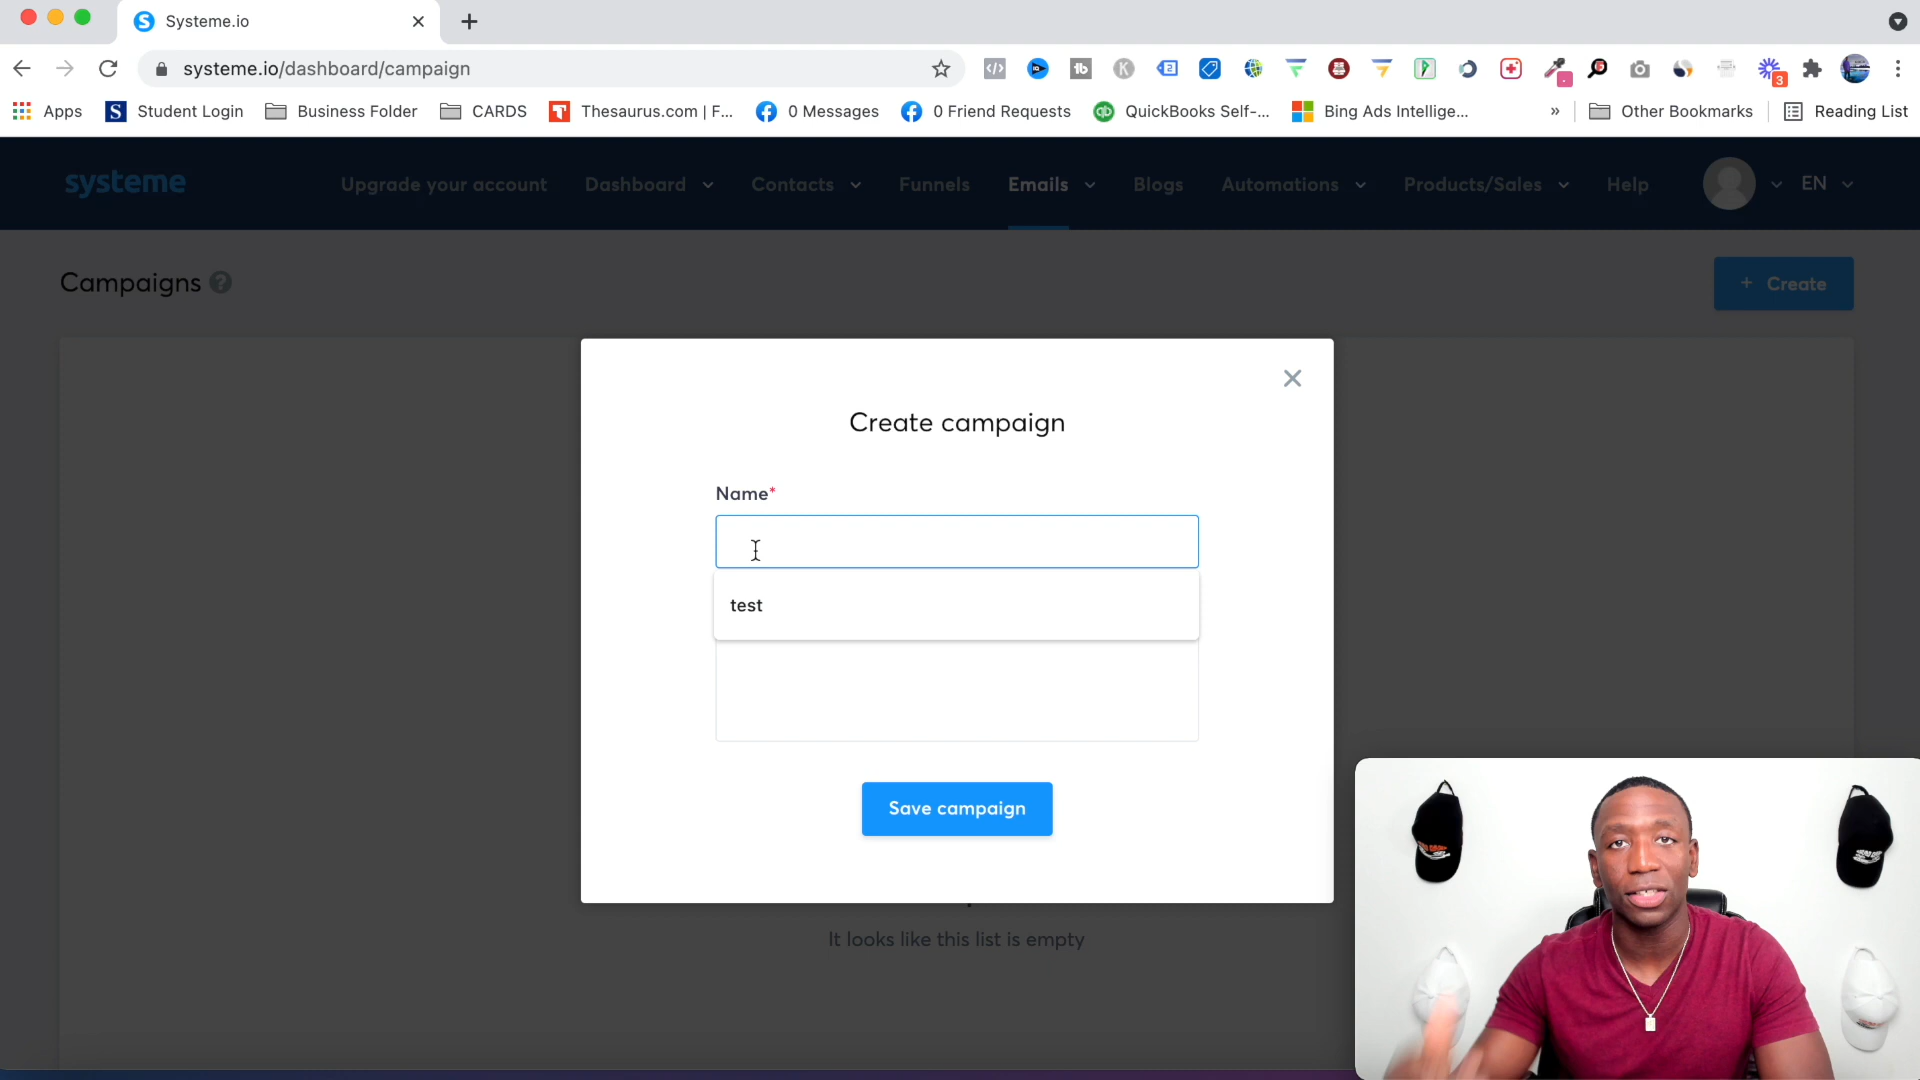 Systeme.io
systeme.io/dashboard/campaign
Apps
Student Login
Business Folder
CARDS
Thesaurus.com | F...
0 Messages
0 Friend Requests
QuickBooks Self-...
Bing Ads Intellige...
»
Other Bookmarks
Reading List
systeme
Upgrade your account
Dashboard
Contacts
Funnels
Emails
Blogs
Automations
Products/Sales
Help
EN
Campaigns ?
+ Create
Create campaign
Name*
test
Save campaign
It looks like this list is empty